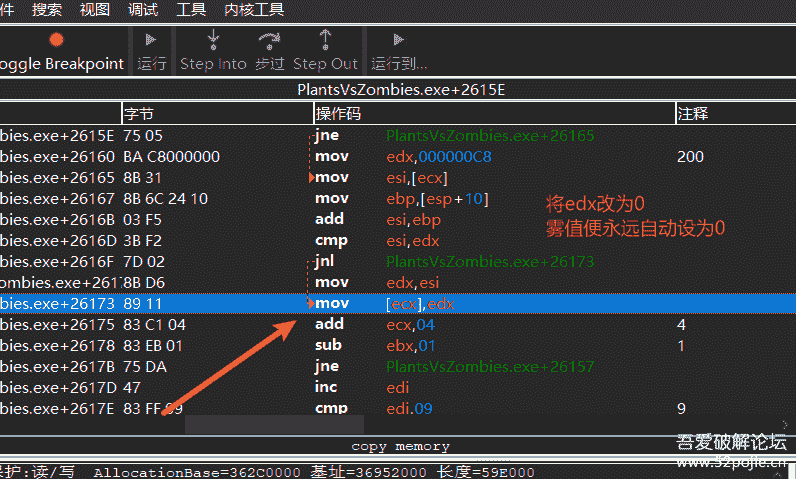 件 搜索 视图 调试 工具 内核工具
oggle Breakpoint 运行 Step Into 步过 Step Out 运行到...
PlantsVsZombies.exe+2615E
字节 操作码 注释
bies.exe+2615E 75 05 jne PlantsVsZombies.exe+26165
bies.exe+26160 BA C8000000 mov edx,000000C8 200
bies.exe+26165 8B 31 mov esi,[ecx]
bies.exe+26167 8B 6C 24 10 mov ebp,[esp+10]
将edx改为0
bies.exe+2616B 03 F5 add esi,ebp
雾值便永远自动设为0
bies.exe+2616D 3B F2 cmp esi,edx
bies.exe+2616F 7D 02 jnl PlantsVsZombies.exe+26173
ombies.exe+2617 8B D6 mov edx,esi
bies.exe+26173 89 11 mov [ecx],edx
bies.exe+26175 83 C1 04 add ecx,04 4
bies.exe+26178 83 EB 01 sub ebx,01 1
bies.exe+2617B 75 DA jne PlantsVsZombies.exe+26157
bies.exe+2617D 47 inc edi
bies.exe+2617E 83 FF 09 cmp edi,09 9
copy memory
吾爱破解论坛
www.52pojie.cn
保护:读/写 AllocationBase=362C0000 基址=36952000 长度=59E000